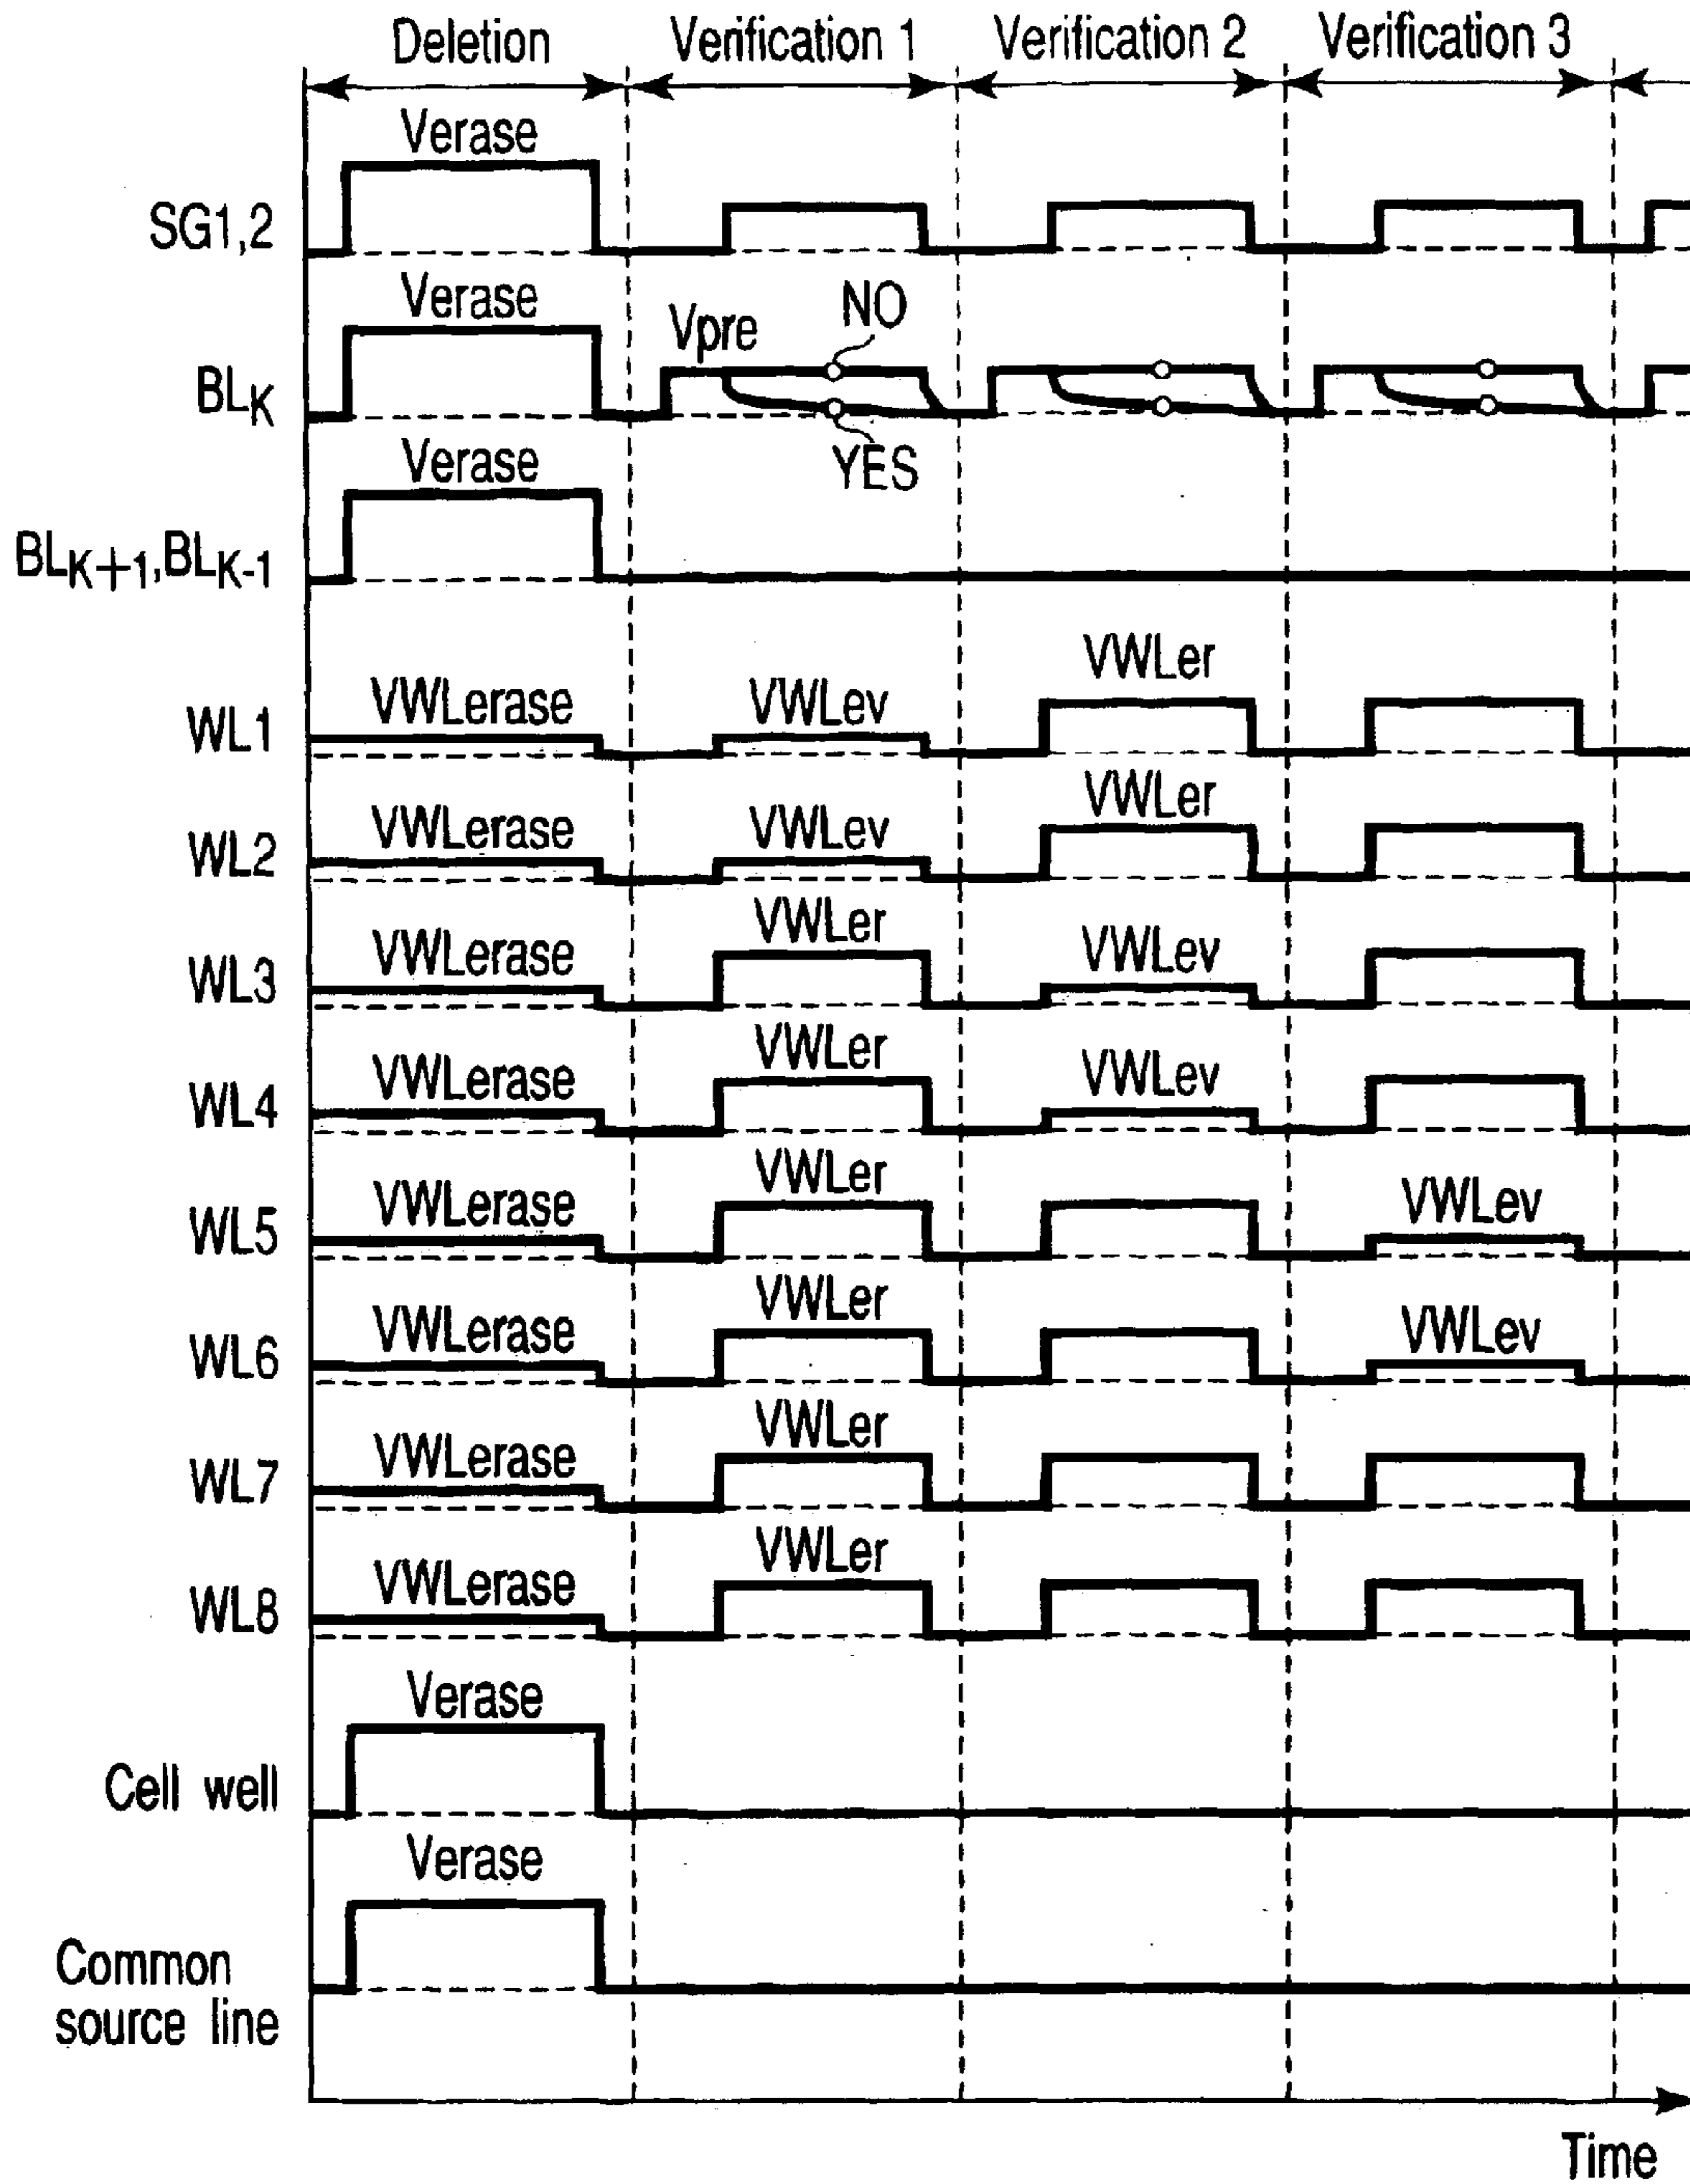 Deletion Verification 1 Verification 2 Verification 3
Verase
SG1,2
Verase
Vpre
NO
BLK
YES
Verase
BLK+1,BLK-1
VWLer
VWLerase VWLev
WL1
VWLer
VWLerase VWLev
WL2
VWLer
VWLerase VWLev
WL3
VWLer
VWLerase VWLev
WL4
VWLer
VWLerase VWLev
WL5
VWLer
VWLerase VWLev
WL6
VWLer
VWLerase
WL7
VWLer
VWLerase
WL8
Verase
Cell well
Verase
Common
source line
Time